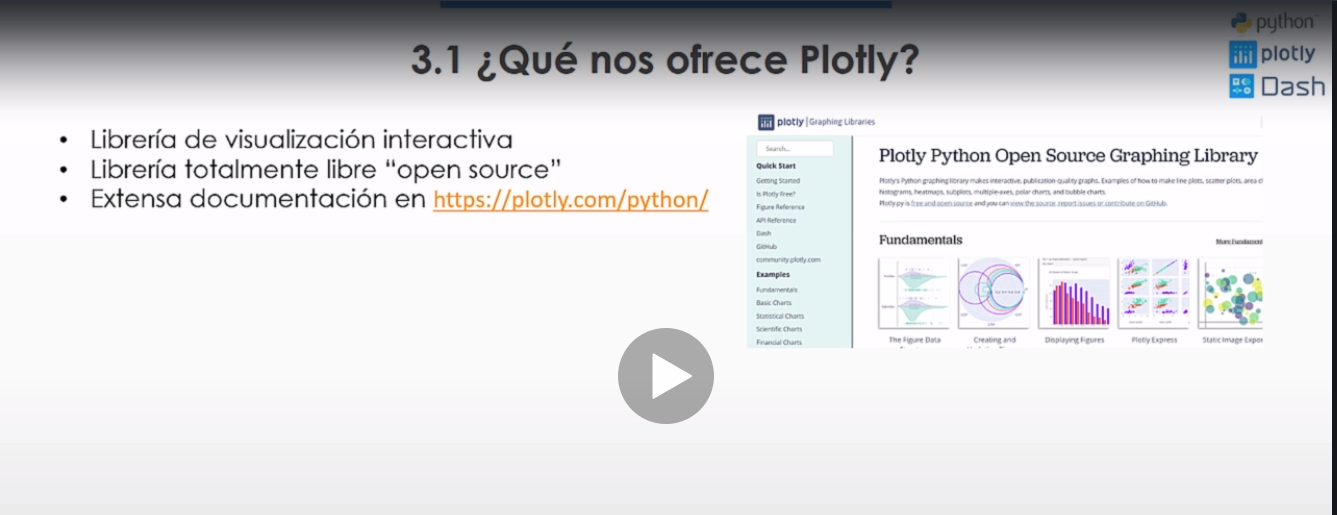 3.1 ¿Qué nos ofrece Plotly?
python
plotly
Dash
• Librería de visualización interactiva
• Librería totalmente libre “open source”
• Extensa documentación en https://plotly.com/python/
plotly | Graphing Libraries
Search...
Quick Start
Getting Started
Is Plotly Free?
Figure Reference
API Reference
Dash
GitHub
community.plotly.com
Examples
Fundamentals
Basic Charts
Statistical Charts
Scientific Charts
Financial Charts
Plotly Python Open Source Graphing Library
Plotly's Python graphing library makes interactive, publication-quality graphs. Examples of how to make line plots, scatter plots, area cl
histograms, heatmaps, subplots, multiple-axes, polar charts, and bubble charts.
Plotly.py is free and open source and you can view the source, report issues or contribute on GitHub.
Fundamentals
More Fundament
The Figure Data
Creating and
Displaying Figures
Plotly Express
Static Image Expor